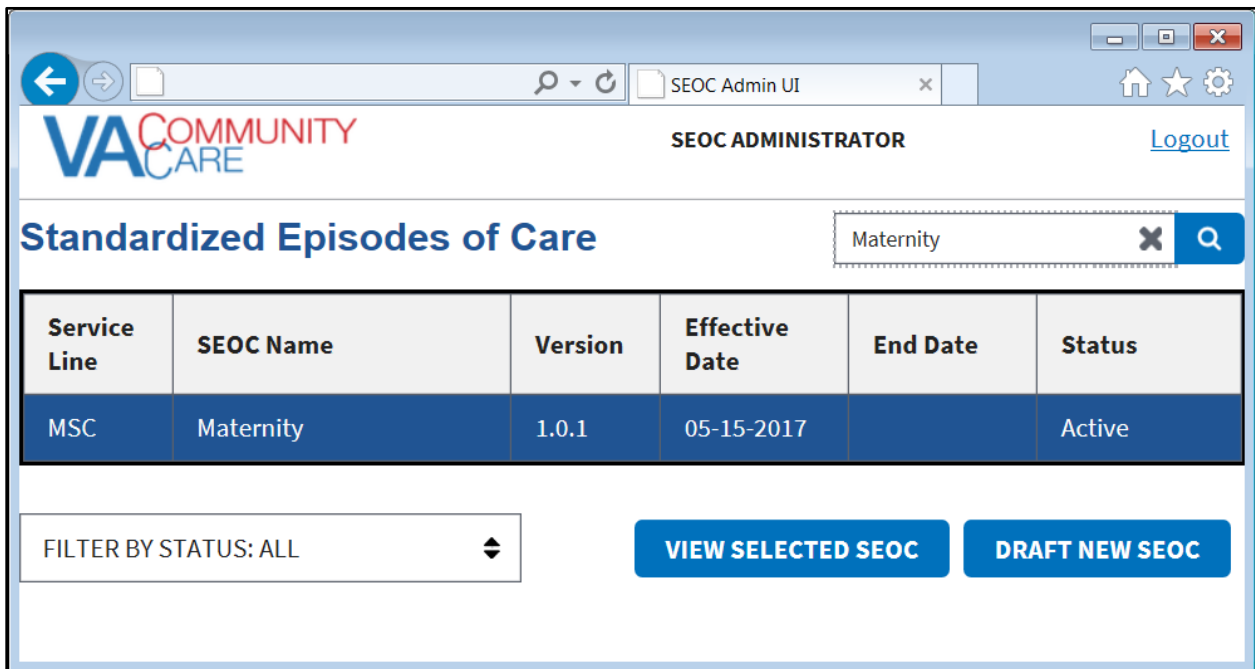 SEOC Admin UI
VA COMMUNITY CARE
SEOC ADMINISTRATOR
Logout
Standardized Episodes of Care
Maternity
Service Line SEOC Name Version Effective Date End Date Status
MSC Maternity 1.0.1 05-15-2017 Active
FILTER BY STATUS: ALL
VIEW SELECTED SEOC
DRAFT NEW SEOC